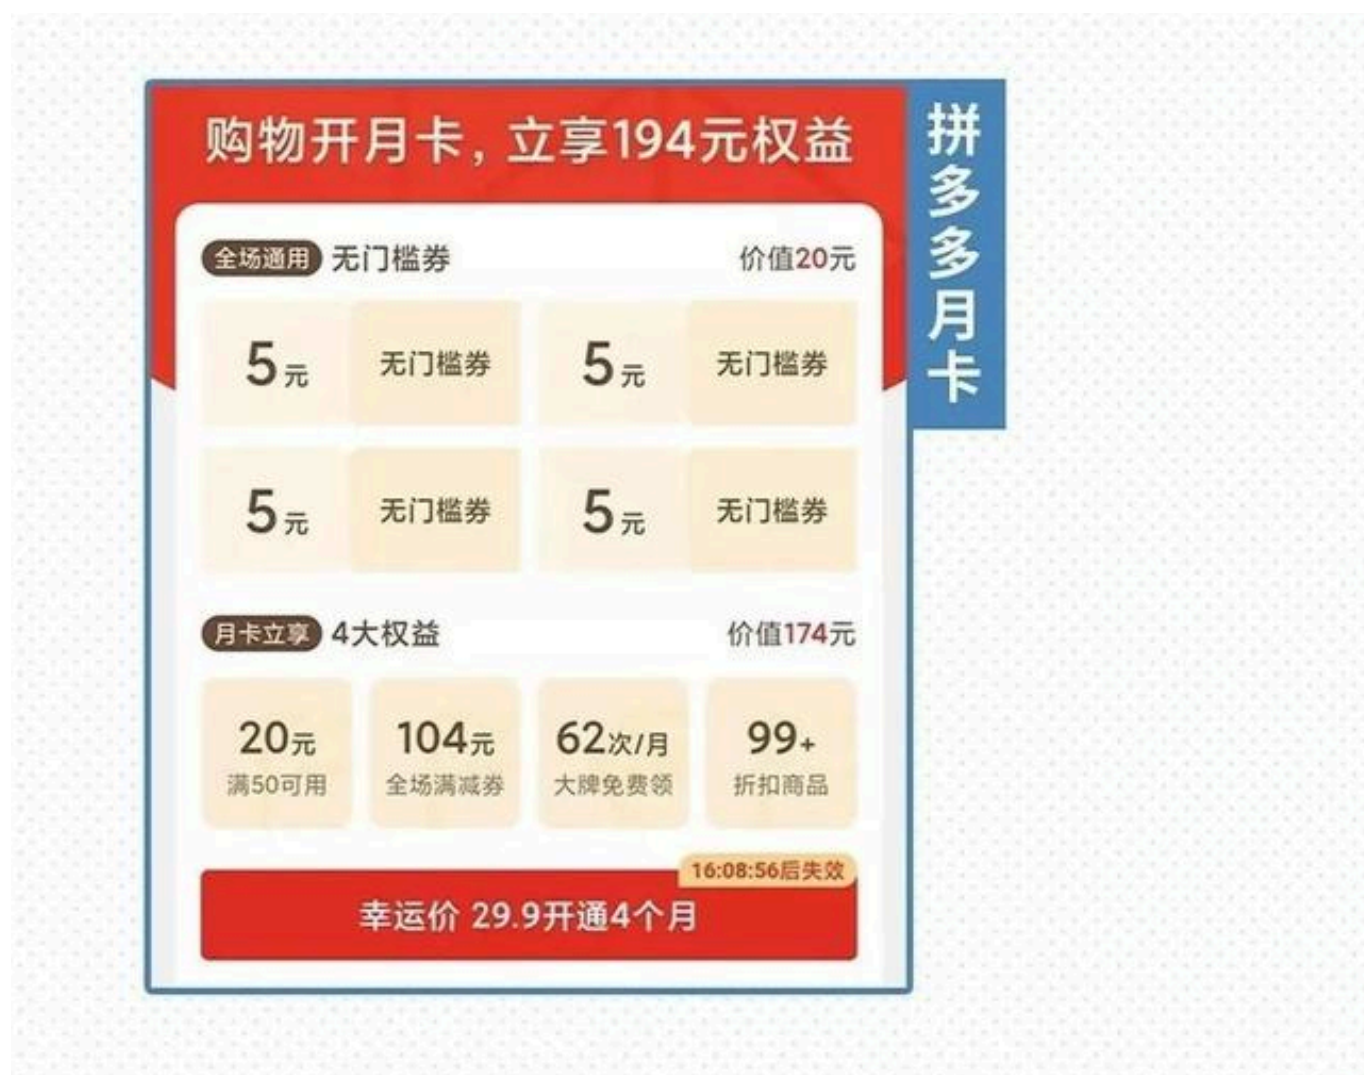 购物开月卡，立享194元权益
拼多多月卡
全场通用 无门槛券 价值20元
5元 无门槛券 5元 无门槛券
5元 无门槛券 5元 无门槛券
月卡立享 4大权益 价值174元
20元 104元 62次/月 99+
满50可用 全场满减券 大牌免费领 折扣商品
16:08:56后失效
幸运价 29.9开通4个月